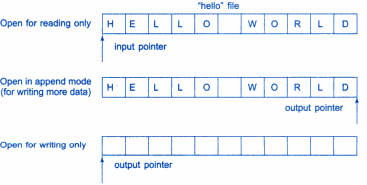 "hello" file
Open for reading only
H E L L O W O R L D
input pointer
Open in append mode
(for writing more data)
H E L L O W O R L D
output pointer
Open for writing only
output pointer